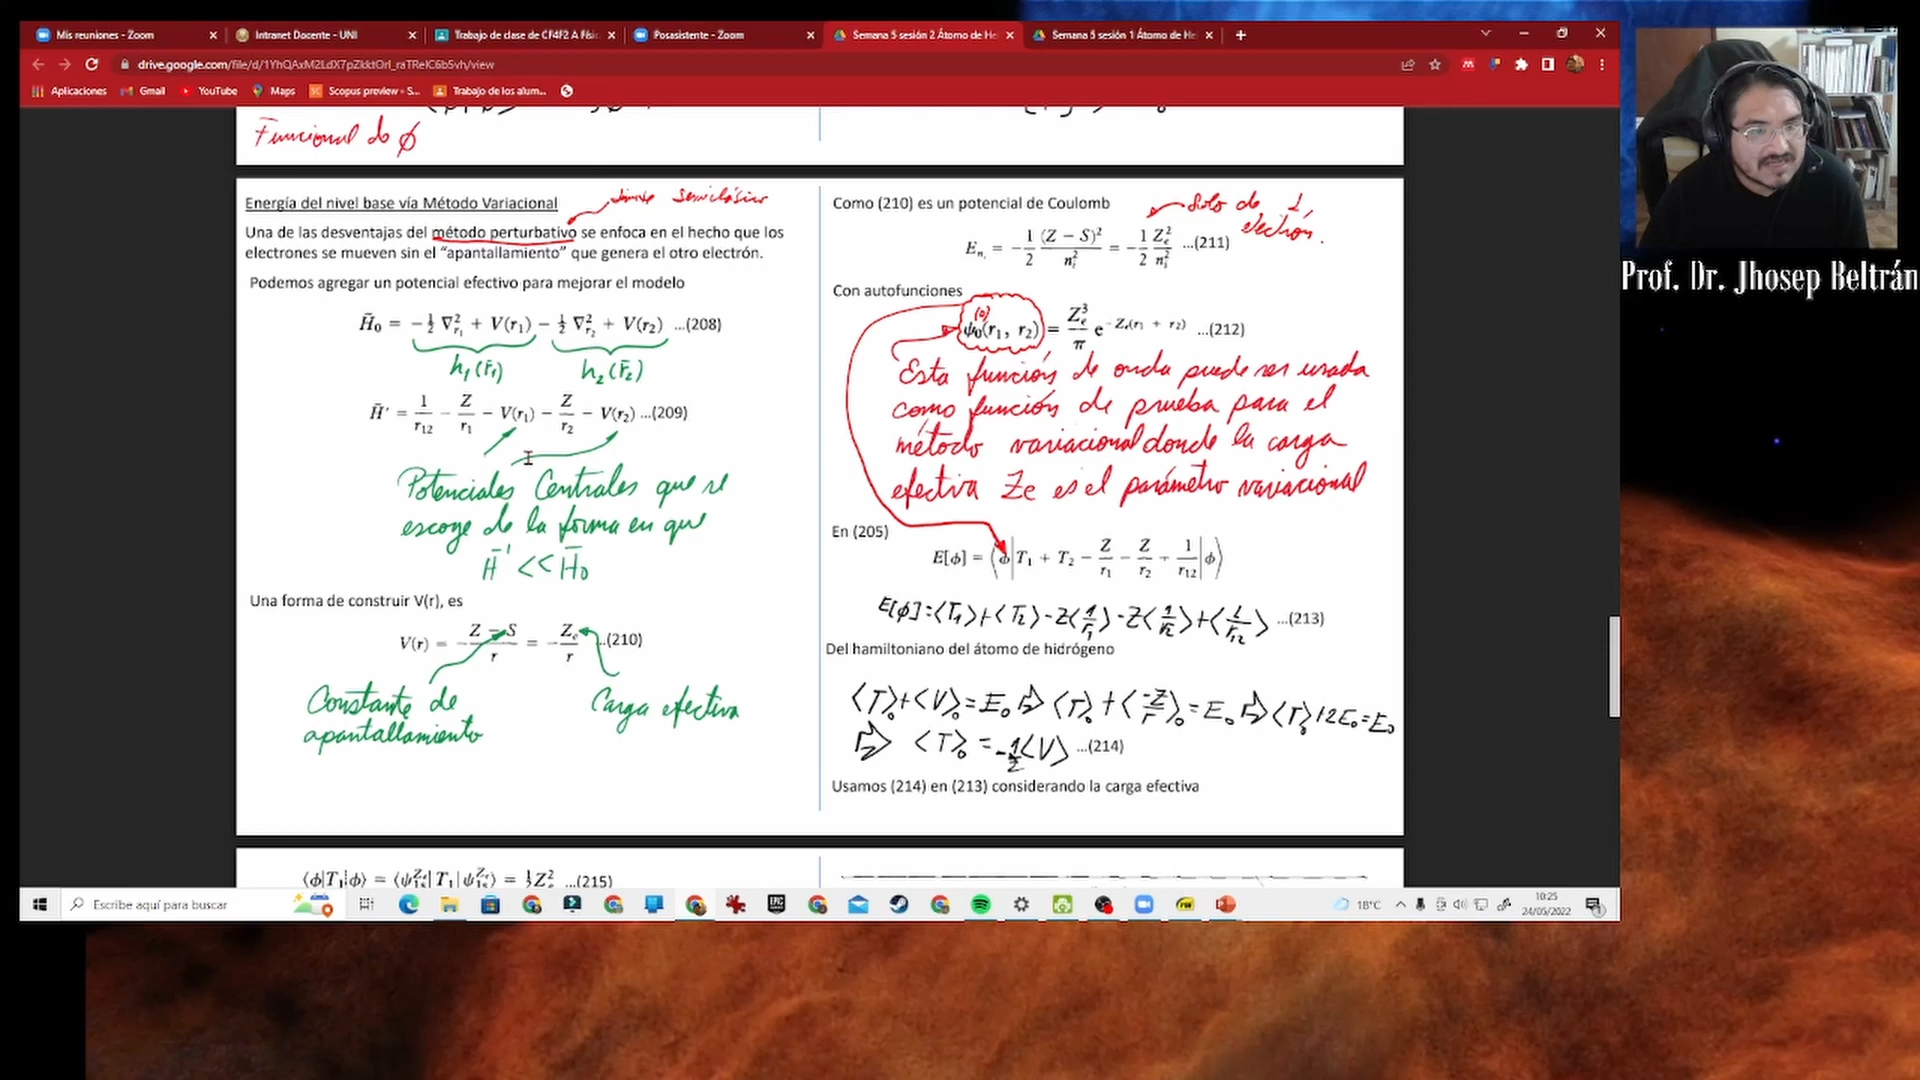 Mis reuniones - Zoom
Intranet Docente - UNI
Trabajo de clase de CF4F2 A Físi
Posasistente - Zoom
Semana 5 sesión 2 Átomo de He
Semana 5 sesión 1 Átomo de He
drive.google.com/file/d/1YhQAxM2LdX7pZkktOrl_raTRelC6b5vh/view
Aplicaciones
Gmail
YouTube
Maps
Scopus preview - S...
Trabajo de los alum...
Funcional de ϕ
Energía del nivel base vía Método Variacional
semiclásico
Una de las desventajas del método perturbativo se enfoca en el hecho que los
electrones se mueven sin el "apantallamiento" que genera el otro electrón.
Podemos agregar un potencial efectivo para mejorar el modelo
H̄₀ = -½ ∇²r₁ + V(r₁) - ½ ∇²r₂ + V(r₂) ...(208)
h₁(r̄₁) h₂(r̄₂)
H̄' = 1/r₁₂ - Z/r₁ - V(r₁) - Z/r₂ - V(r₂) ...(209)
Potenciales Centrales que se
escoge de la forma en que
H̄' << H̄₀
Una forma de construir V(r), es
V(r) = - (Z - S)/r = - Zₑ/r ...(210)
Constante de
apantallamiento
Carga efectiva
Como (210) es un potencial de Coulomb
Solo de 1
electrón.
Eₙᵢ = - 1/2 (Z - S)²/nᵢ² = - 1/2 Zₑ²/nᵢ² ...(211)
Con autofunciones
ψ₀⁽⁰⁾(r₁, r₂) = Zₑ³/π e^(-Zₑ(r₁ + r₂)) ...(212)
Esta función de onda puede ser usada
como función de prueba para el
método variacional donde la carga
efectiva Ze es el parámetro variacional
En (205)
E[ϕ] = ⟨ϕ|T₁ + T₂ - Z/r₁ - Z/r₂ + 1/r₁₂|ϕ⟩
E[ϕ] = ⟨T₁⟩ + ⟨T₂⟩ - Z⟨1/r₁⟩ - Z⟨1/r₂⟩ + ⟨1/r₁₂⟩ ...(213)
Del hamiltoniano del átomo de hidrógeno
⟨T⟩₀ + ⟨V⟩₀ = E₀ ⇒ ⟨T⟩₀ + ⟨-Z/r⟩₀ = E₀ ⇒ ⟨T⟩₀ + 2E₀ = E₀
⇒ ⟨T⟩₀ = -1/2⟨V⟩ ...(214)
Usamos (214) en (213) considerando la carga efectiva
⟨ϕ|T₁|ϕ⟩ = ⟨ψ₁ₛ^Zₑ|T₁|ψ₁ₛ^Zₑ⟩ = ½Zₑ² ...(215)
Escribe aquí para buscar
18°C
10:25
24/05/2022
Prof. Dr. Jhosep Beltrán